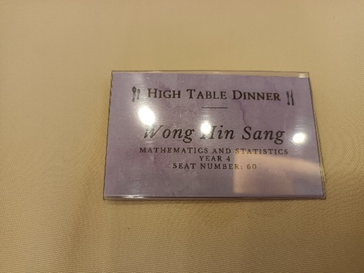 HIGH TABLE DINNER
Wong Hin Sang
MATHEMATICS AND STATISTICS
YEAR 4
SEAT NUMBER: 60